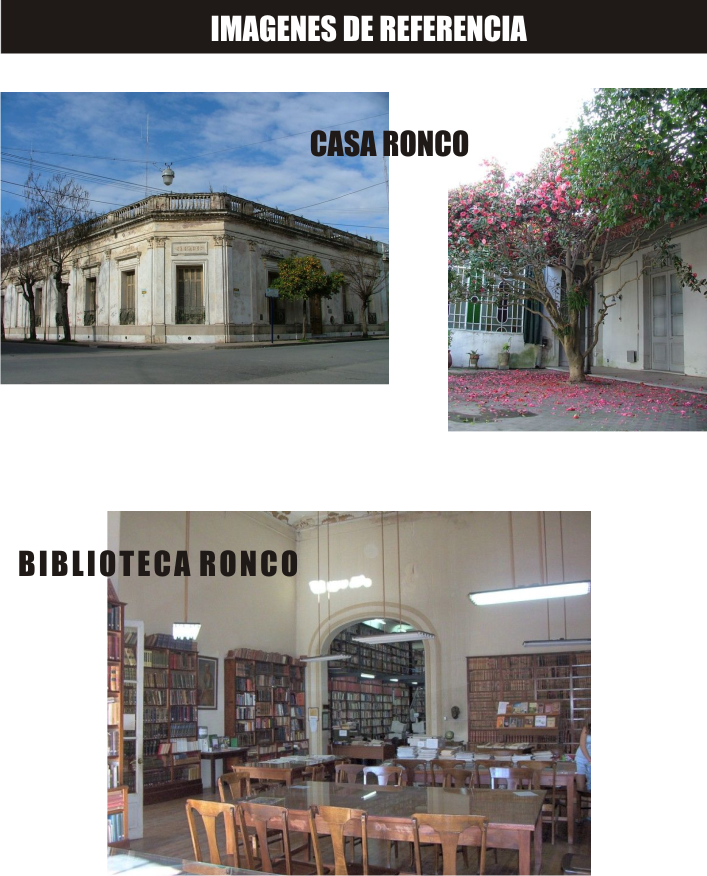 IMAGENES DE REFERENCIA
CASA RONCO
BIBLIOTECA RONCO